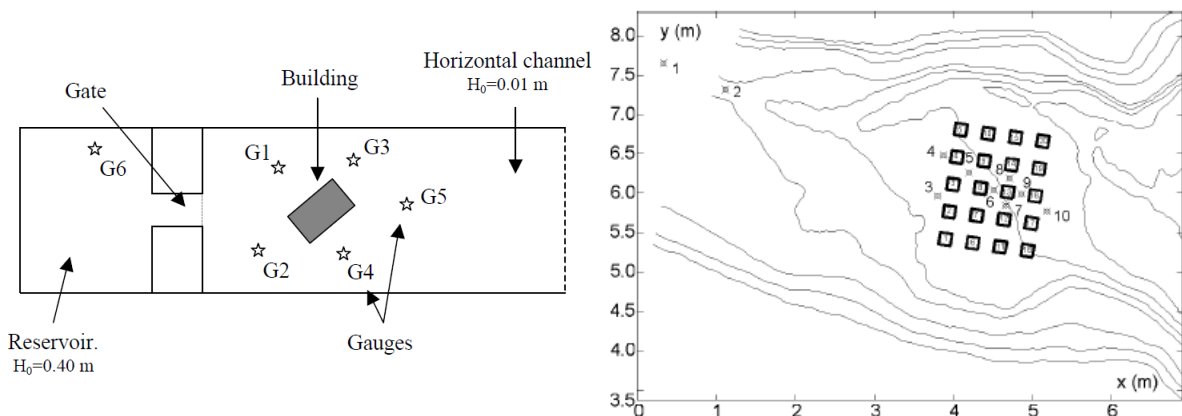 Building
Horizontal channel
H₀=0.01 m
Gate
G1
G3
G6
G5
G2
G4
Reservoir.
H₀=0.40 m
Gauges
8.0
y (m)
1
7.5
2
7.0
6.5
4
5
8
6.0
3
9
6
7
10
5.5
5.0
4.5
4.0
x (m)
3.5
0 1 2 3 4 5 6